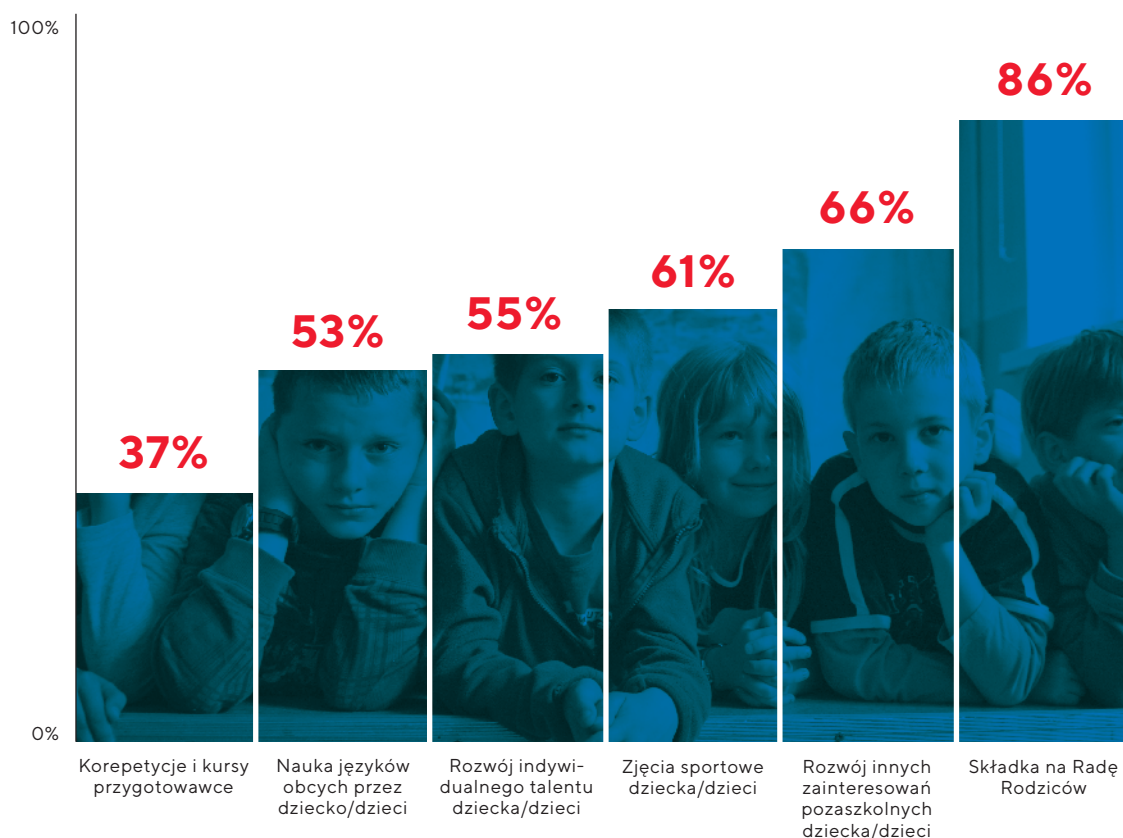 100%
86%
66%
61%
55%
53%
37%
0%
Korepetycje i kursy
przygotowawce
Nauka języków
obcych przez
dziecko/dzieci
Rozwój indywi-
dualnego talentu
dziecka/dzieci
Zjęcia sportowe
dziecka/dzieci
Rozwój innych
zainteresowań
pozaszkolnych
dziecka/dzieci
Składka na Radę
Rodziców